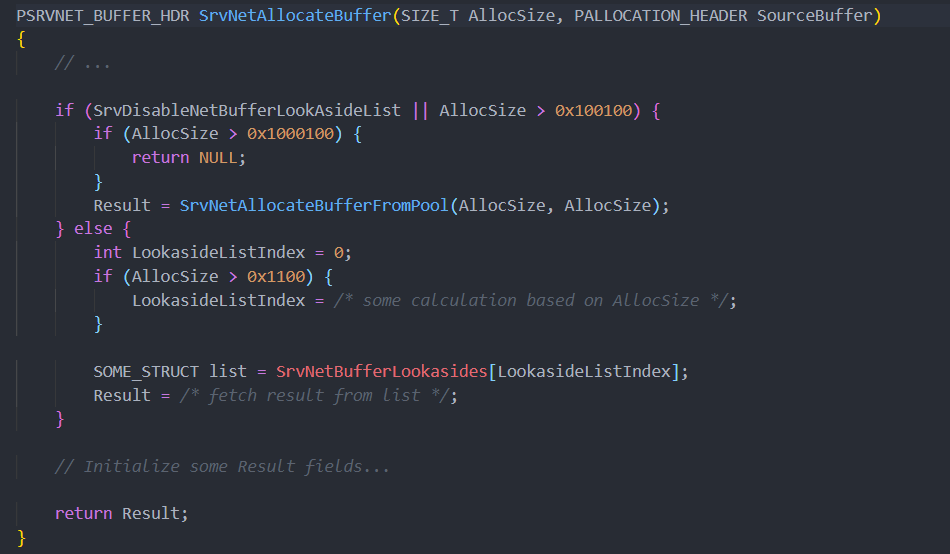 PSRVNET_BUFFER_HDR SrvNetAllocateBuffer(SIZE_T AllocSize, PALLOCATION_HEADER SourceBuffer)
{
    // ...

    if (SrvDisableNetBufferLookAsideList || AllocSize > 0x100100) {
        if (AllocSize > 0x1000100) {
            return NULL;
        }
        Result = SrvNetAllocateBufferFromPool(AllocSize, AllocSize);
    } else {
        int LookasideListIndex = 0;
        if (AllocSize > 0x1100) {
            LookasideListIndex = /* some calculation based on AllocSize */;
        }

        SOME_STRUCT list = SrvNetBufferLookasides[LookasideListIndex];
        Result = /* fetch result from list */;
    }

    // Initialize some Result fields...

    return Result;
}